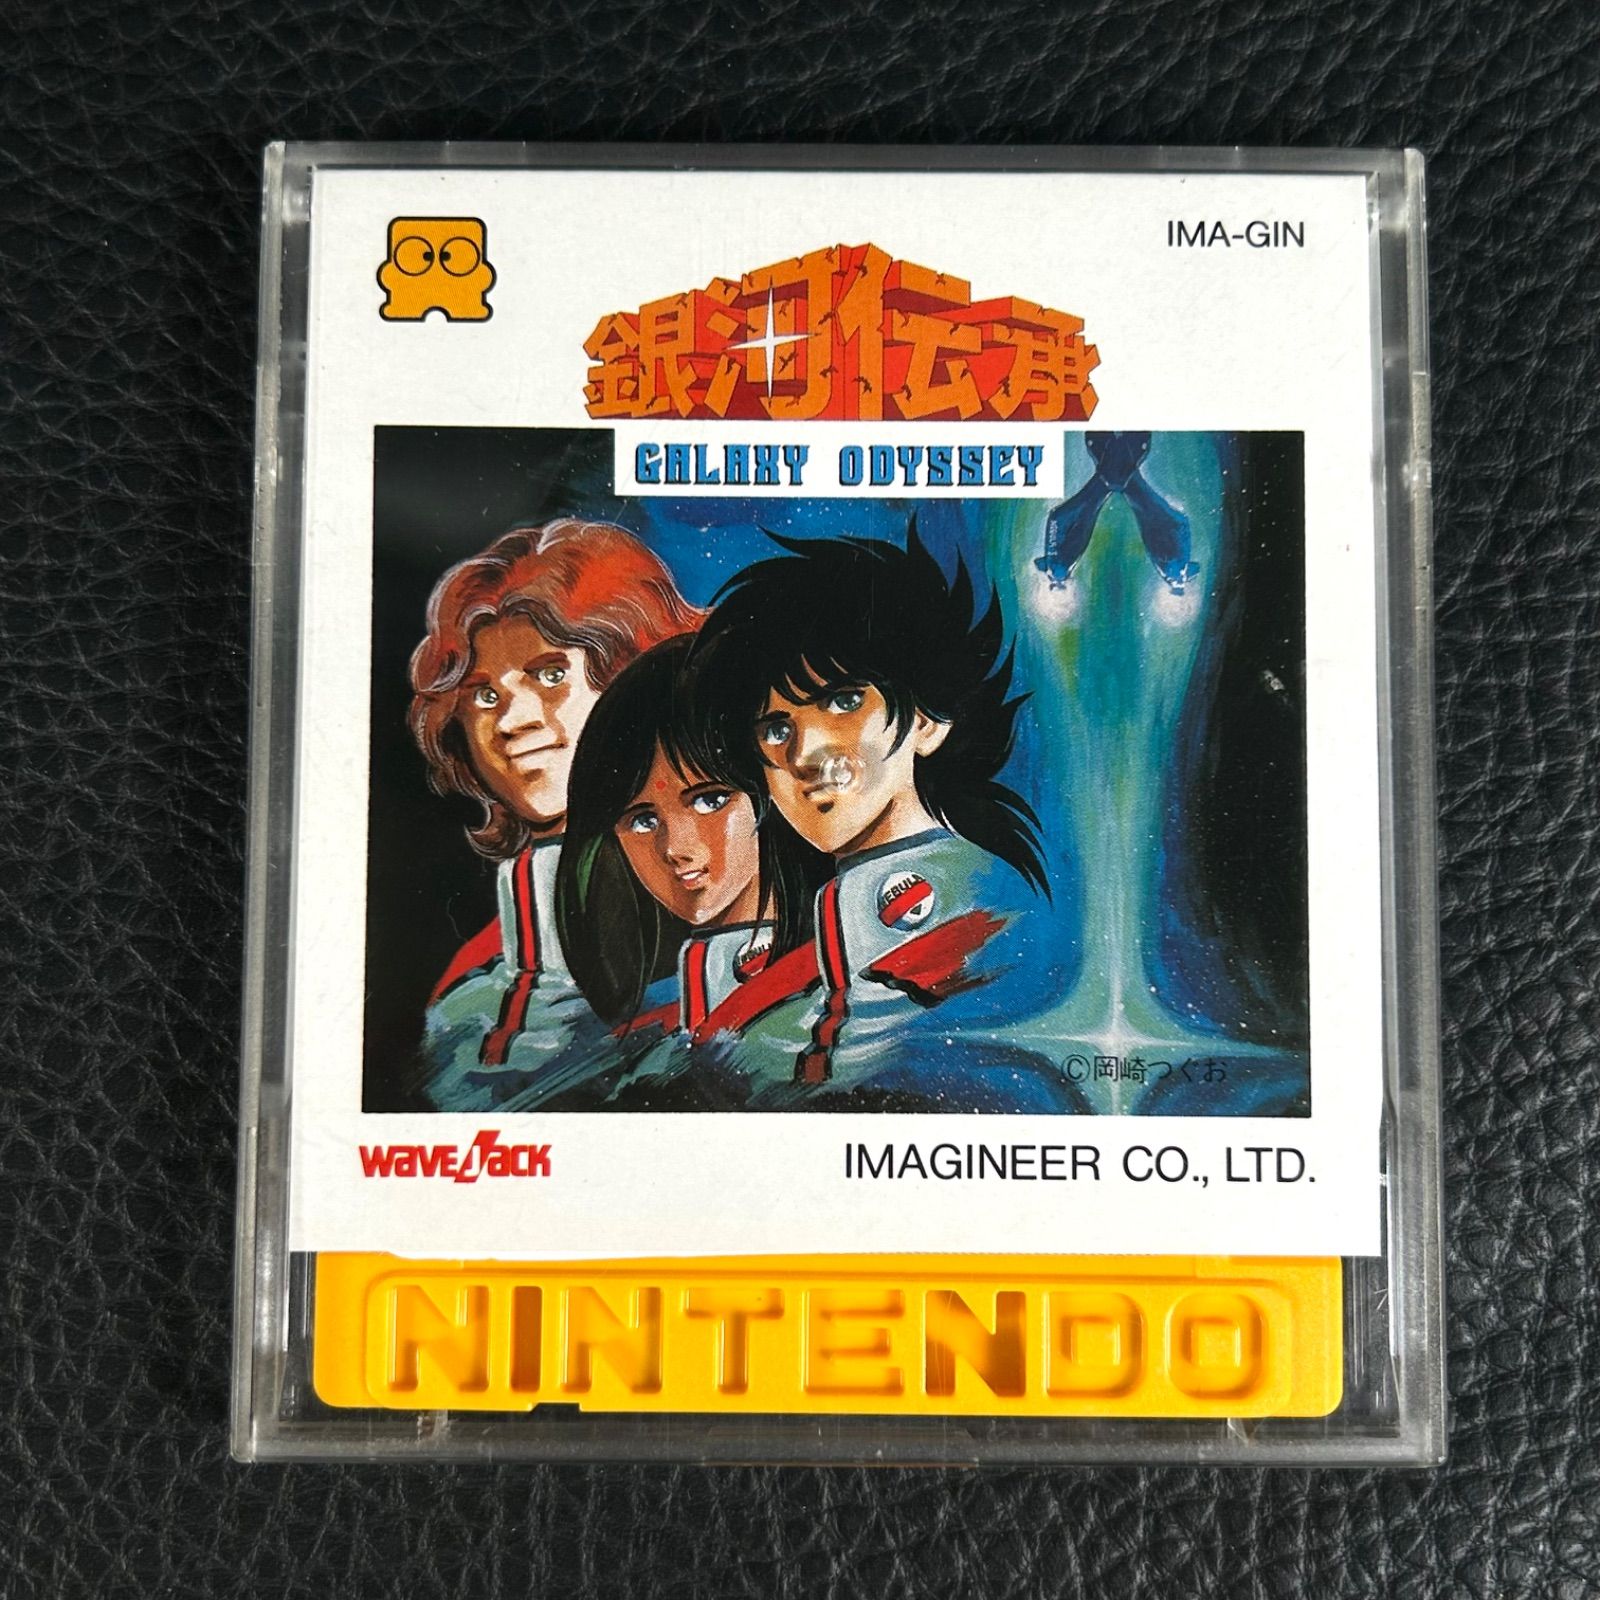 IMA-GIN
銀河伝承
GALAXY ODYSSEY
NEBULA
NEBULA
©岡崎つぐお
WAVEJACK
IMAGINEER CO., LTD.
NINTENDO